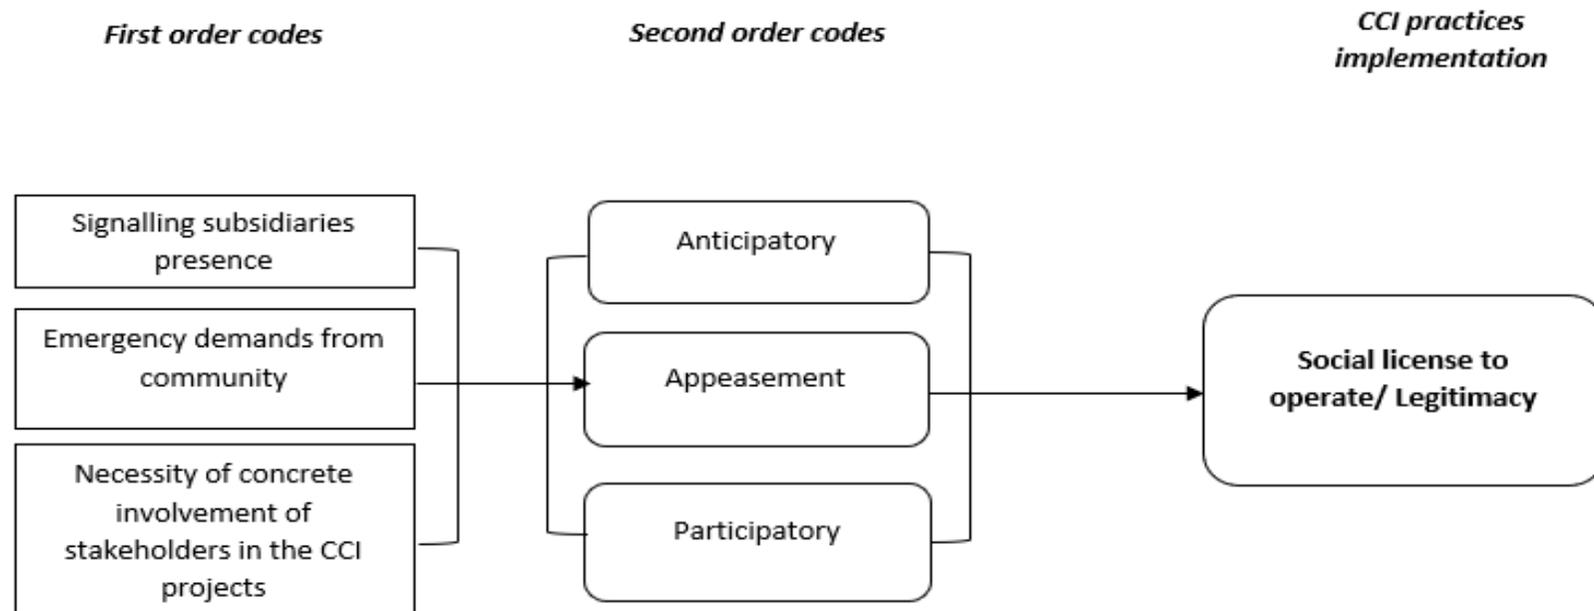 First order codes
Second order codes
CCI practices
implementation
Signalling subsidiaries
presence
Emergency demands from
community
Necessity of concrete
involvement of
stakeholders in the CCI
projects
Anticipatory
Appeasement
Participatory
Social license to
operate/ Legitimacy